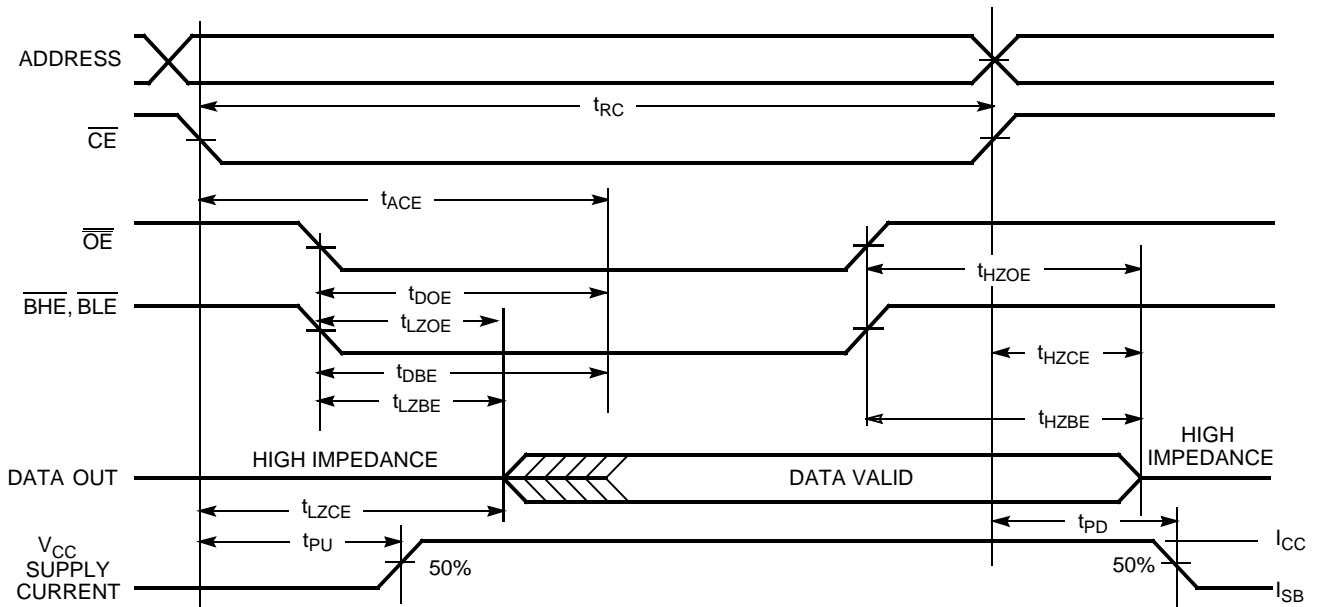 ADDRESS
tRC
CE
tACE
OE
tHZOE
tDOE
BHE, BLE
tLZOE
tHZCE
tDBE
tLZBE
tHZBE
HIGH IMPEDANCE
HIGH
IMPEDANCE
DATA OUT
DATA VALID
tLZCE
tPD
tPU
VCC
SUPPLY
CURRENT
50%
50%
ICC
ISB